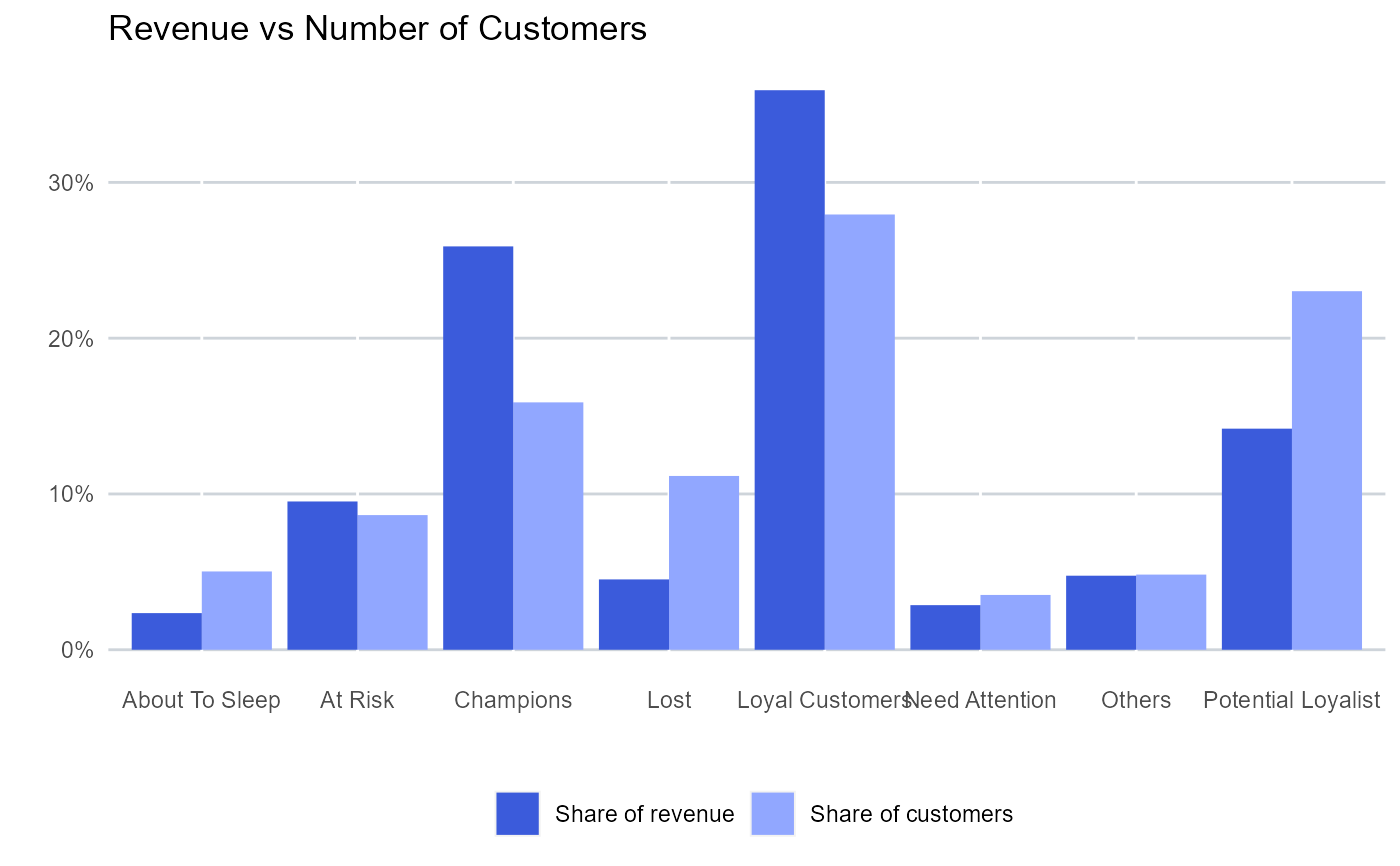 Revenue vs Number of Customers
30%
20%
10%
0%
About To Sleep At Risk Champions Lost Loyal Customers Need Attention Others Potential Loyalist
Share of revenue Share of customers